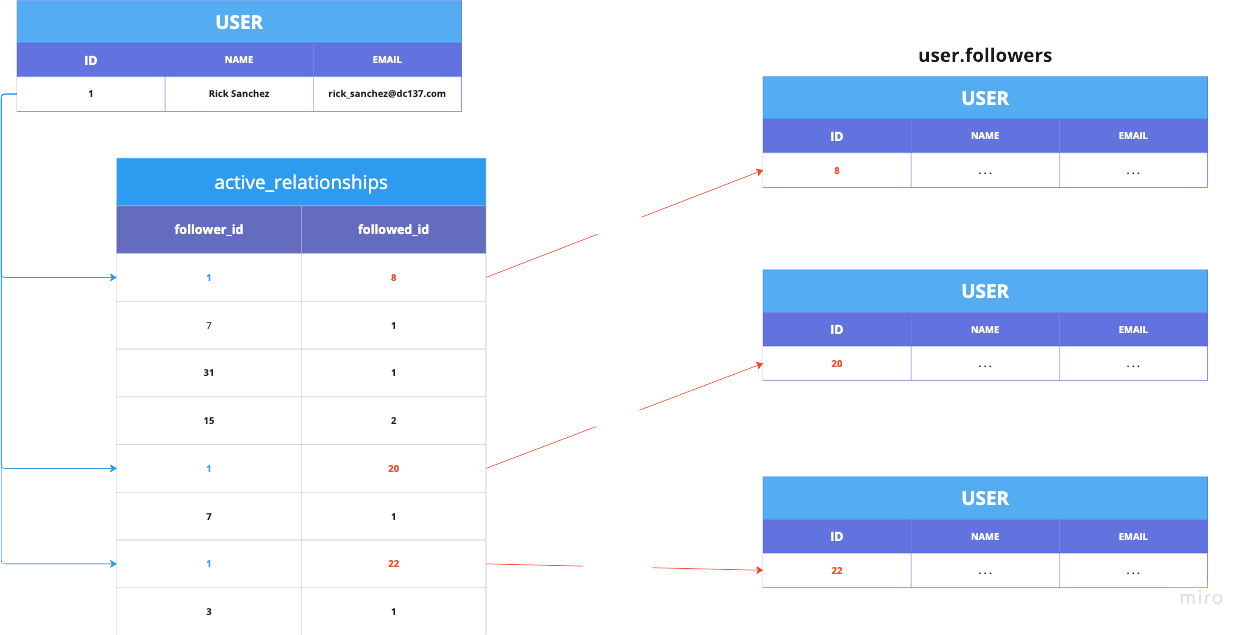 USER
ID NAME EMAIL
1 Rick Sanchez rick_sanchez@dc137.com
active_relationships
follower_id followed_id
1 8
7 1
31 1
15 2
1 20
7 1
1 22
3 1
user.followers
USER
ID NAME EMAIL
8 ... ...
USER
ID NAME EMAIL
20 ... ...
USER
ID NAME EMAIL
22 ... ...
miro